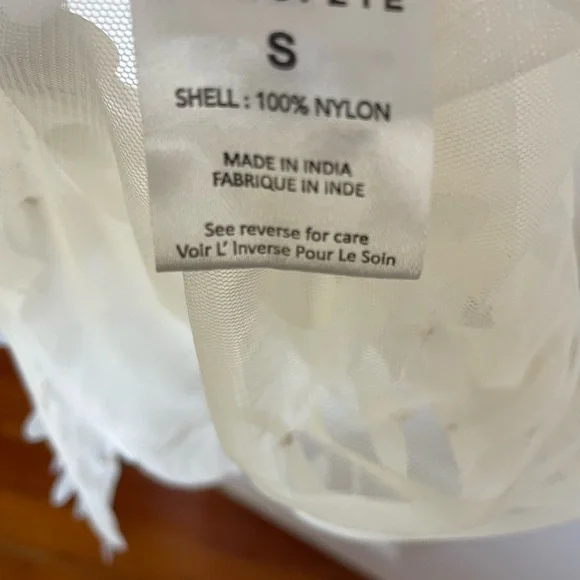 S
SHELL : 100% NYLON
MADE IN INDIA
FABRIQUE IN INDE
See reverse for care
Voir L' Inverse Pour Le Soin